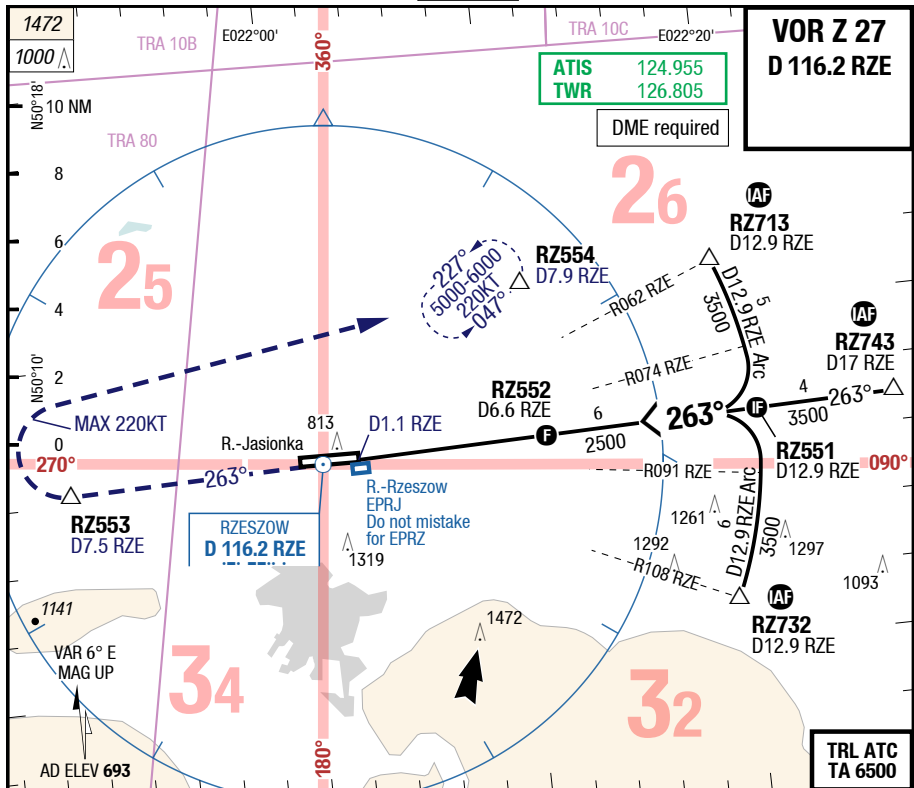 1472
1000
TRA 10B
E022°00'
360°
TRA 10C
E022°20'
VOR Z 27
D 116.2 RZE
ATIS 124.955
TWR 126.805
DME required
N50°18'
10 NM
TRA 80
8
6
4
2
0
N50°10'
25
26
227°
5000-6000
220KT
047°
RZ554
D7.9 RZE
IAF
RZ713
D12.9 RZE
R062 RZE
D12.9 RZE Arc
5
3500
R074 RZE
IAF
RZ743
D17 RZE
MAX 220KT
RZ552
D6.6 RZE
F
6
2500
263°
IF
4
3500
263°
RZ551
D12.9 RZE
813
R.-Jasionka
D1.1 RZE
270°
263°
090°
R091 RZE
RZ553
D7.5 RZE
RZESZOW
D 116.2 RZE
R.-Rzeszow
EPRJ
Do not mistake
for EPRZ
1319
1261
1292
D12.9 RZE Arc
6
3500
1297
1093
R108 RZE
IAF
RZ732
D12.9 RZE
1141
1472
VAR 6° E
MAG UP
34
32
AD ELEV 693
180°
TRL ATC
TA 6500